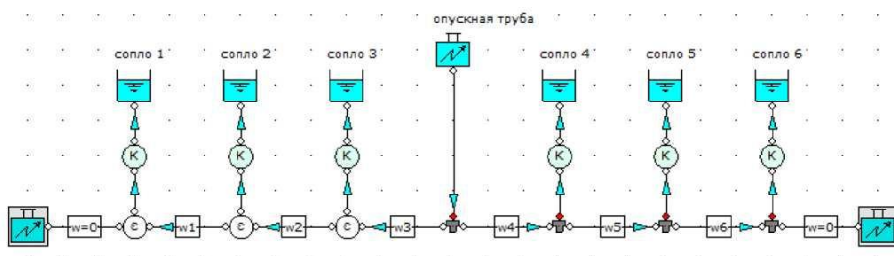 опускная труба
сопло 1 сопло 2 сопло 3 сопло 4 сопло 5 сопло 6
K K K K K K
w=0 c w1 c w2 c w3 w4 w5 w6 w=0